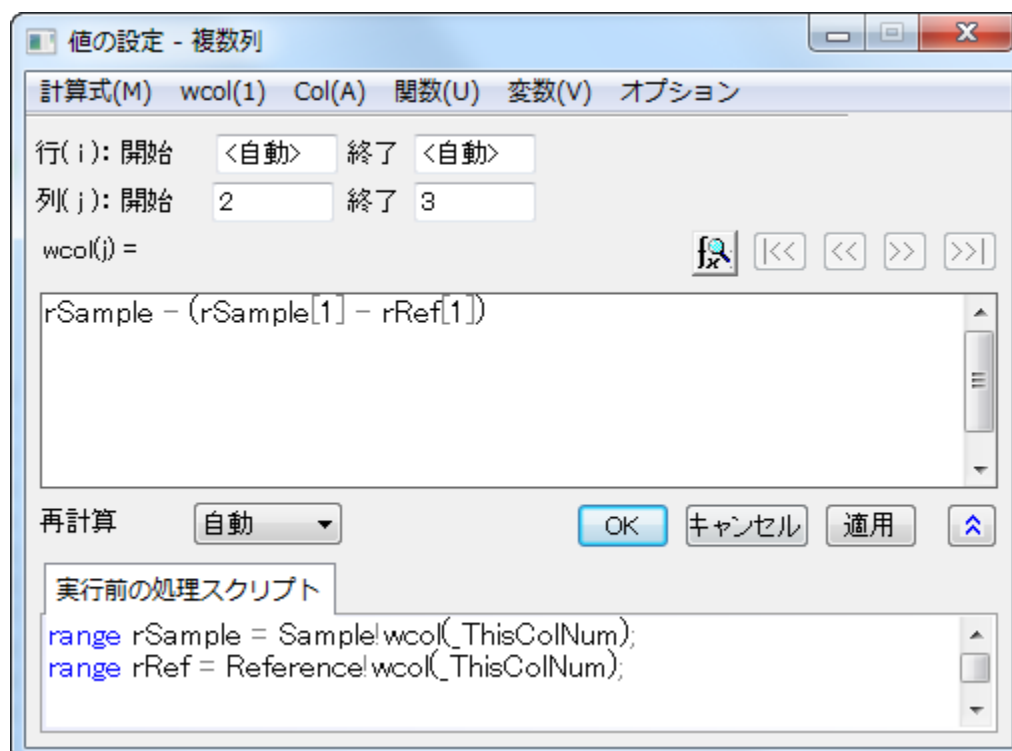 値の設定 - 複数列
計算式(M) wcol(1) Col(A) 関数(U) 変数(V) オプション
行(i): 開始 <自動> 終了 <自動>
列(j): 開始 2 終了 3
wcol(j) =
|<< << >> >>|
rSample - (rSample[1] - rRef[1])
再計算 自動 OK キャンセル 適用
実行前の処理スクリプト
range rSample = Sample!wcol(_ThisColNum);
range rRef = Reference!wcol(_ThisColNum);